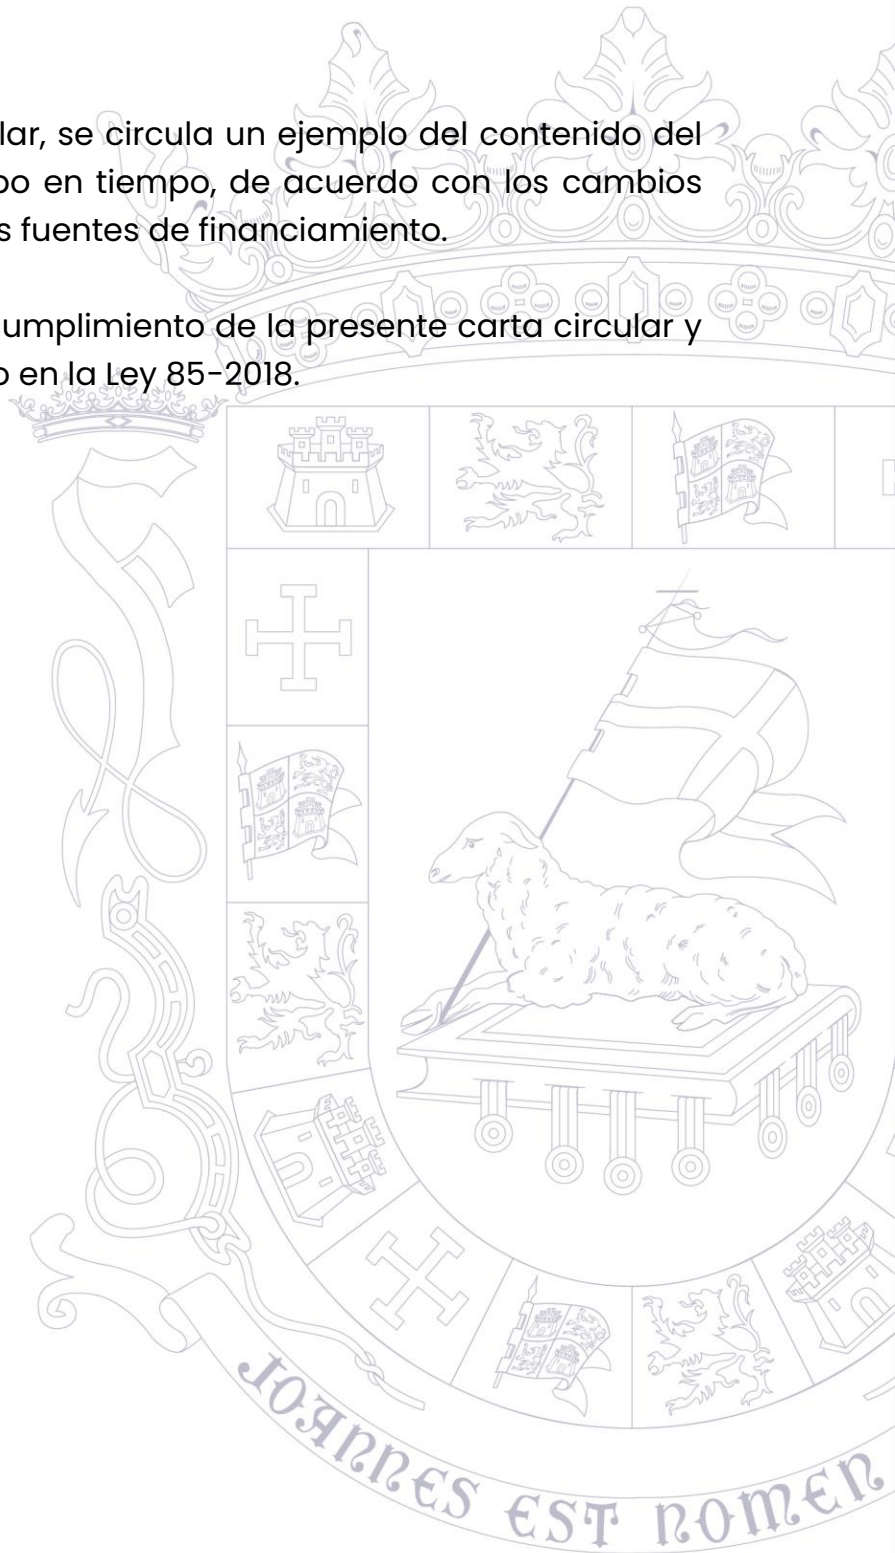 lar, se circula un ejemplo del contenido del
po en tiempo, de acuerdo con los cambios
s fuentes de financiamiento.
umplimiento de la presente carta circular y
o en la Ley 85-2018.
JOANNES EST NOMEN